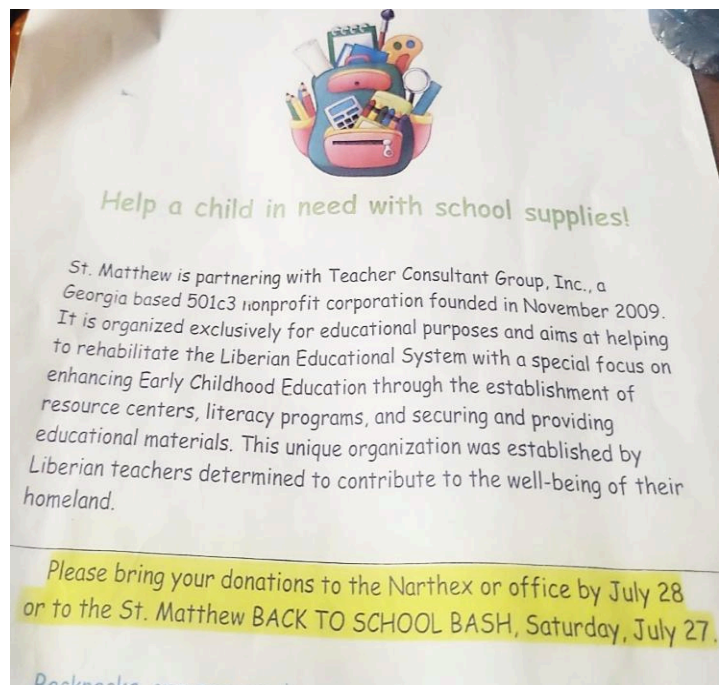 Help a child in need with school supplies!
St. Matthew is partnering with Teacher Consultant Group, Inc., a
Georgia based 501c3 nonprofit corporation founded in November 2009.
It is organized exclusively for educational purposes and aims at helping
to rehabilitate the Liberian Educational System with a special focus on
enhancing Early Childhood Education through the establishment of
resource centers, literacy programs, and securing and providing
educational materials. This unique organization was established by
Liberian teachers determined to contribute to the well-being of their
homeland.
Please bring your donations to the Narthex or office by July 28
or to the St. Matthew BACK TO SCHOOL BASH, Saturday, July 27.